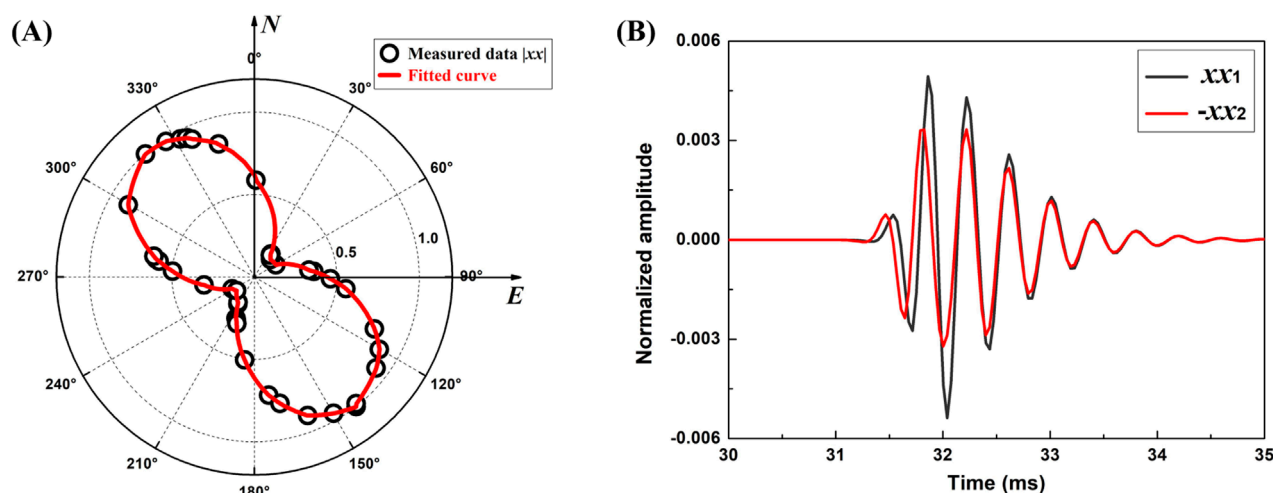 (A)
N
Measured data |xx|
Fitted curve
0°
30°
60°
90°
E
120°
150°
180°
210°
240°
270°
300°
330°
0.5
1.0
(B)
xx1
-xx2
Normalized amplitude
0.006
0.003
0.000
-0.003
-0.006
30
31
32
33
34
35
Time (ms)